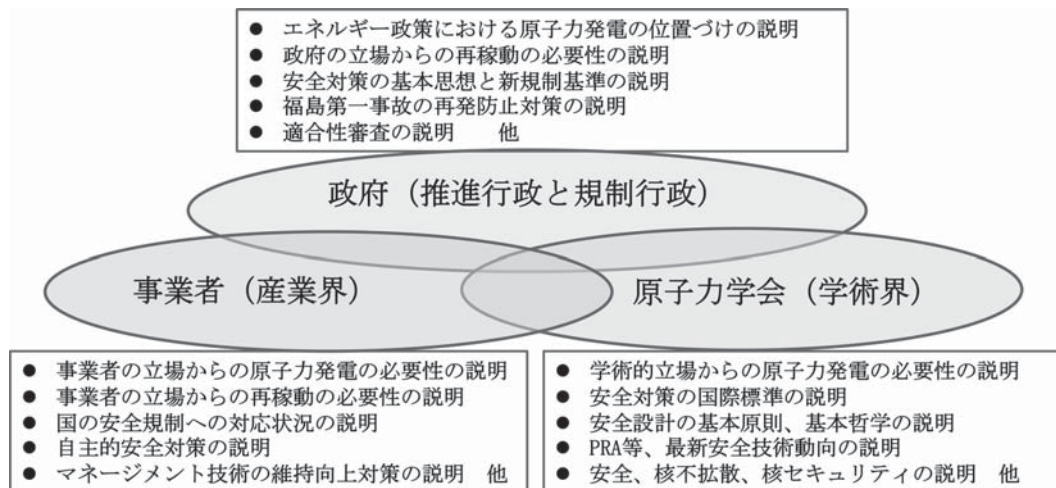 ● エネルギー政策における原子力発電の位置づけの説明
● 政府の立場からの再稼動の必要性の説明
● 安全対策の基本思想と新規制基準の説明
● 福島第一事故の再発防止対策の説明
● 適合性審査の説明　　他
政府（推進行政と規制行政）
事業者（産業界）
原子力学会（学術界）
● 事業者の立場からの原子力発電の必要性の説明
● 事業者の立場からの再稼動の必要性の説明
● 国の安全規制への対応状況の説明
● 自主的安全対策の説明
● マネージメント技術の維持向上対策の説明　他
● 学術的立場からの原子力発電の必要性の説明
● 安全対策の国際標準の説明
● 安全設計の基本原則、基本哲学の説明
● PRA等、最新安全技術動向の説明
● 安全、核不拡散、核セキュリティの説明　他